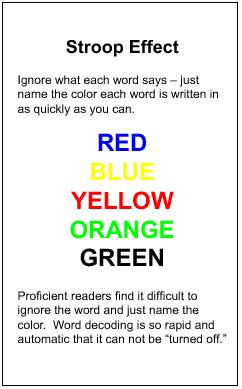 Stroop Effect
Ignore what each word says – just
name the color each word is written in
as quickly as you can.
RED
BLUE
YELLOW
ORANGE
GREEN
Proficient readers find it difficult to
ignore the word and just name the
color.  Word decoding is so rapid and
automatic that it can not be “turned off.”